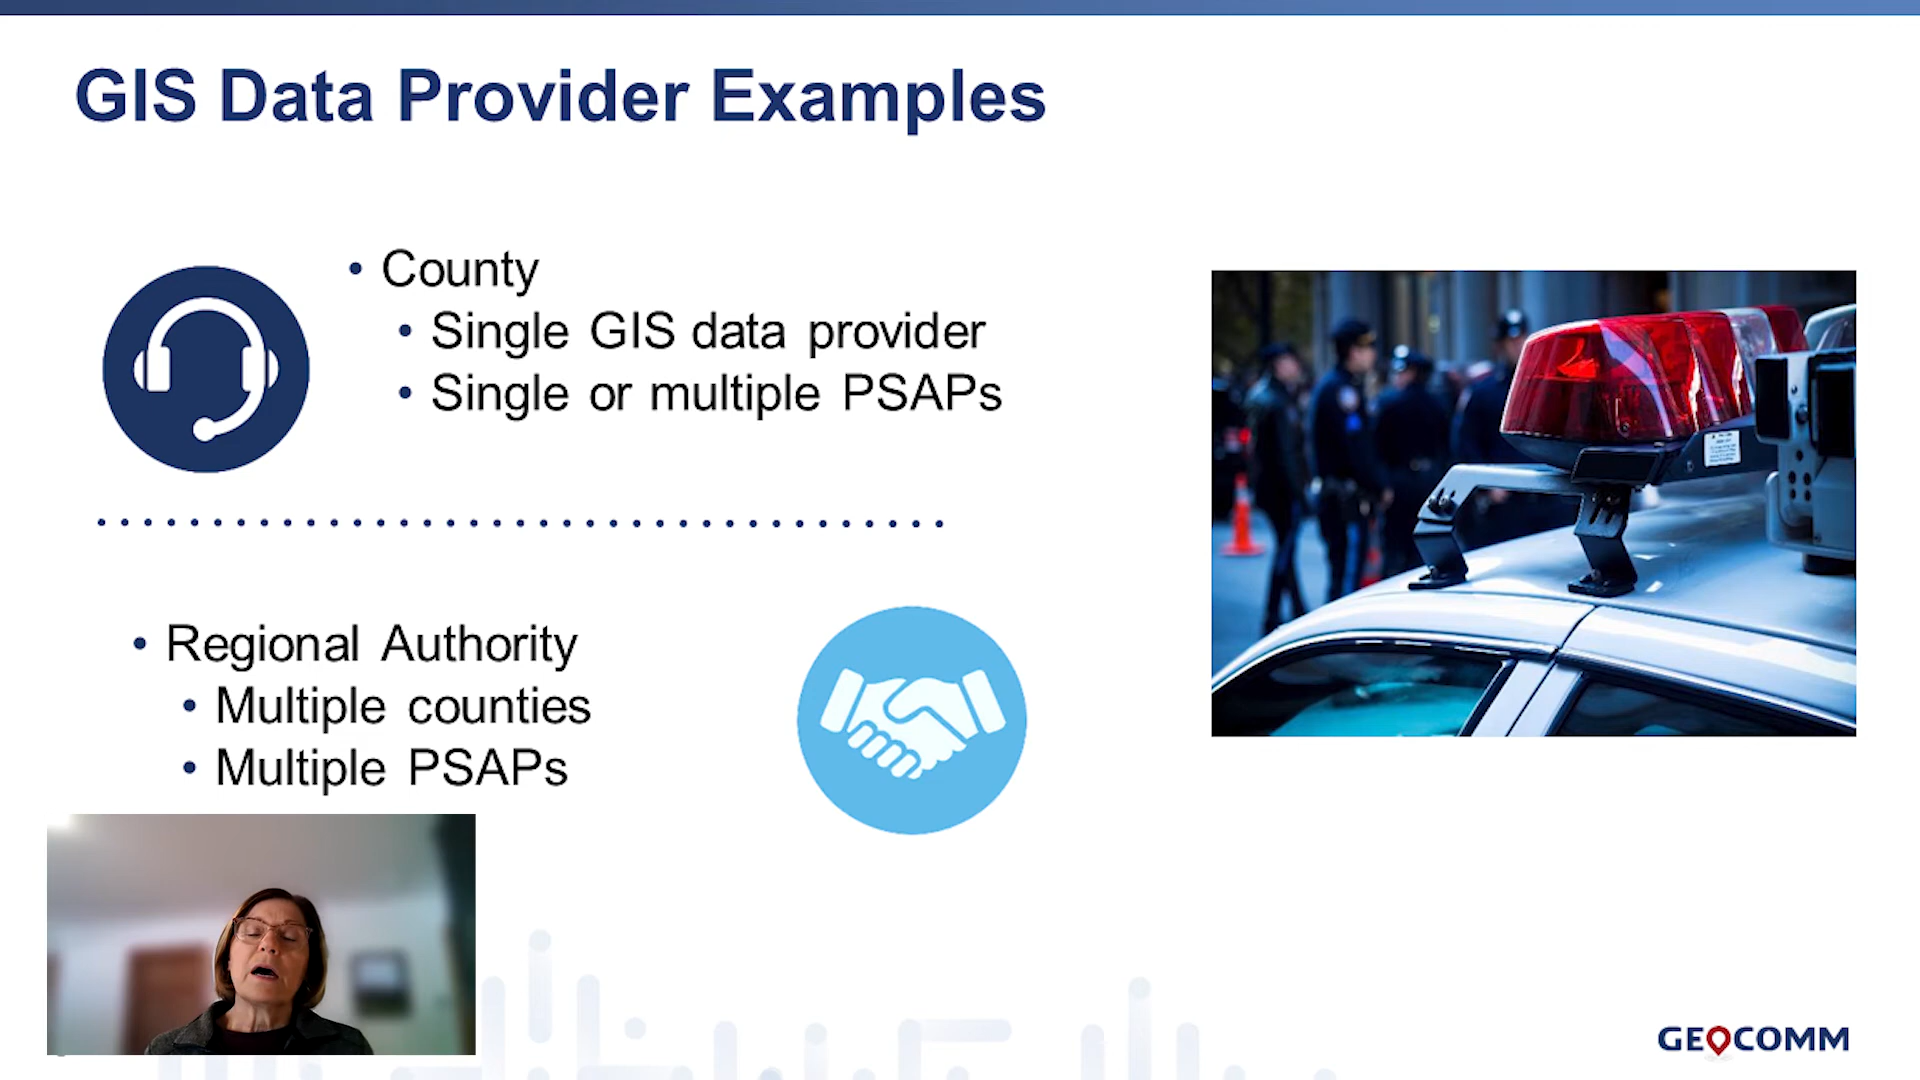 GIS Data Provider Examples
• County
• Single GIS data provider
• Single or multiple PSAPs
• Regional Authority
• Multiple counties
• Multiple PSAPs
GEOCOMM